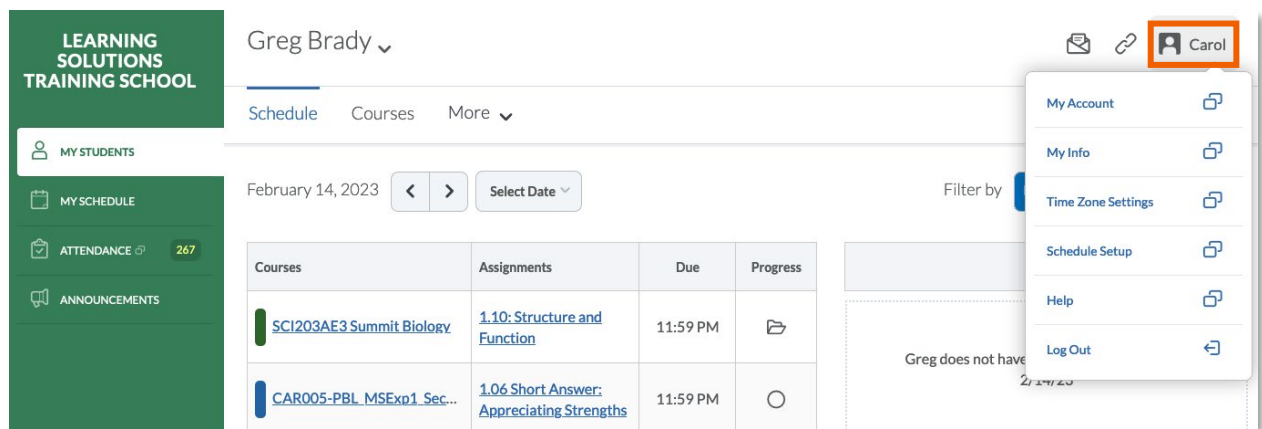 LEARNING
SOLUTIONS
TRAINING SCHOOL
MY STUDENTS
MY SCHEDULE
ATTENDANCE 267
ANNOUNCEMENTS
Greg Brady
Carol
Schedule Courses More
February 14, 2023 Select Date Filter by
Courses Assignments Due Progress
SCI203AE3 Summit Biology 1.10: Structure and
Function 11:59 PM
CAR005-PBL_MSExp1_Sec... 1.06 Short Answer:
Appreciating Strengths 11:59 PM
Greg does not have
2/14/23
My Account
My Info
Time Zone Settings
Schedule Setup
Help
Log Out